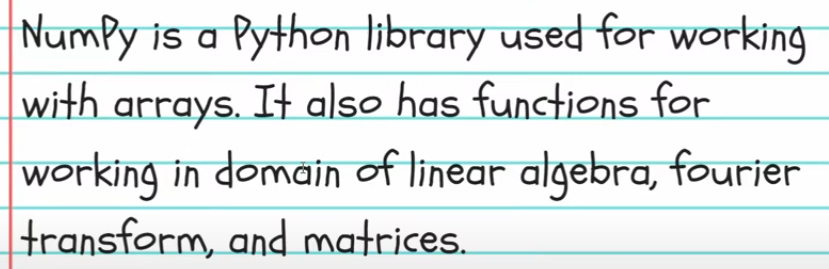 NumPy is a Python library used for working
with arrays. It also has functions for
working in domain of linear algebra, fourier
transform, and matrices.